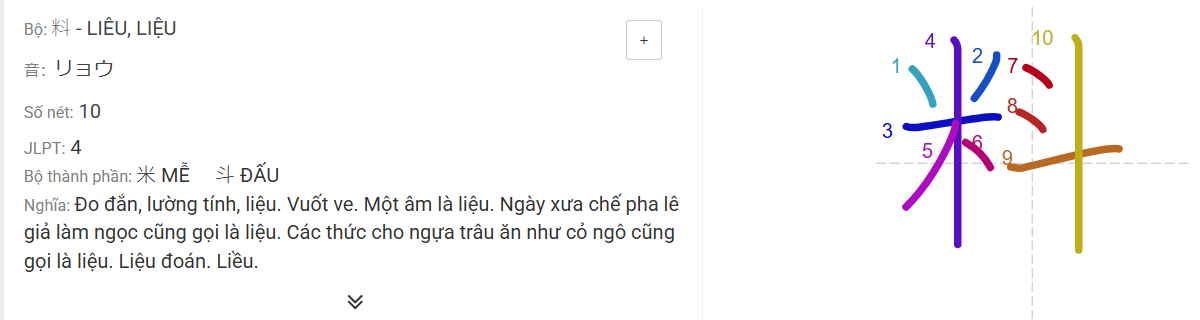 Bộ: 料 - LIÊU, LIỆU
+
音: リョウ
Số nét: 10
JLPT: 4
Bộ thành phần: 米 MỄ 斗 ĐẤU
Nghĩa: Đo đắn, lường tính, liệu. Vuốt ve. Một âm là liệu. Ngày xưa chế pha lê
giả làm ngọc cũng gọi là liệu. Các thức cho ngựa trâu ăn như cỏ ngô cũng
gọi là liệu. Liệu đoán. Liều.
4 10
1 2 7
3 8
5 6 9
料